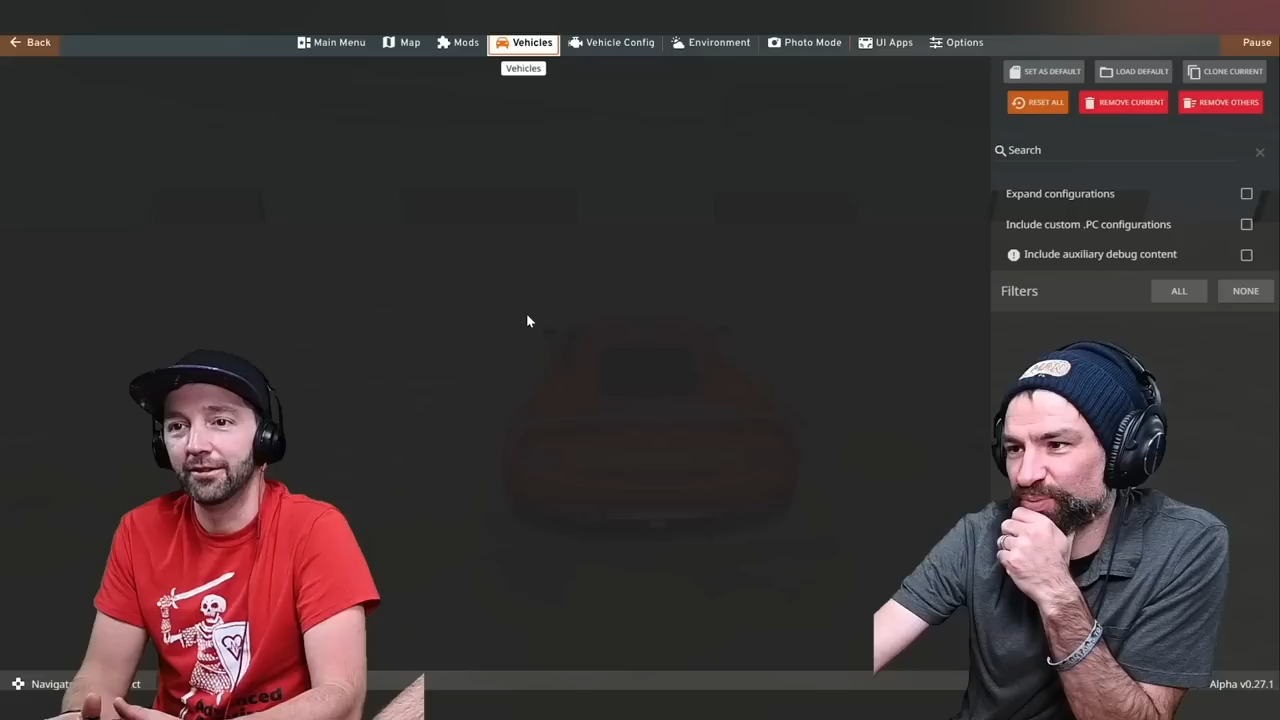 Back
Main Menu
Map
Mods
Vehicles
Vehicle Config
Environment
Photo Mode
UI Apps
Options
Pause
Vehicles
SET AS DEFAULT
LOAD DEFAULT
CLONE CURRENT
RESET ALL
REMOVE CURRENT
REMOVE OTHERS
Search
Expand configurations
Include custom .PC configurations
Include auxiliary debug content
Filters
ALL
NONE
Advanced
Alpha v0.27.1